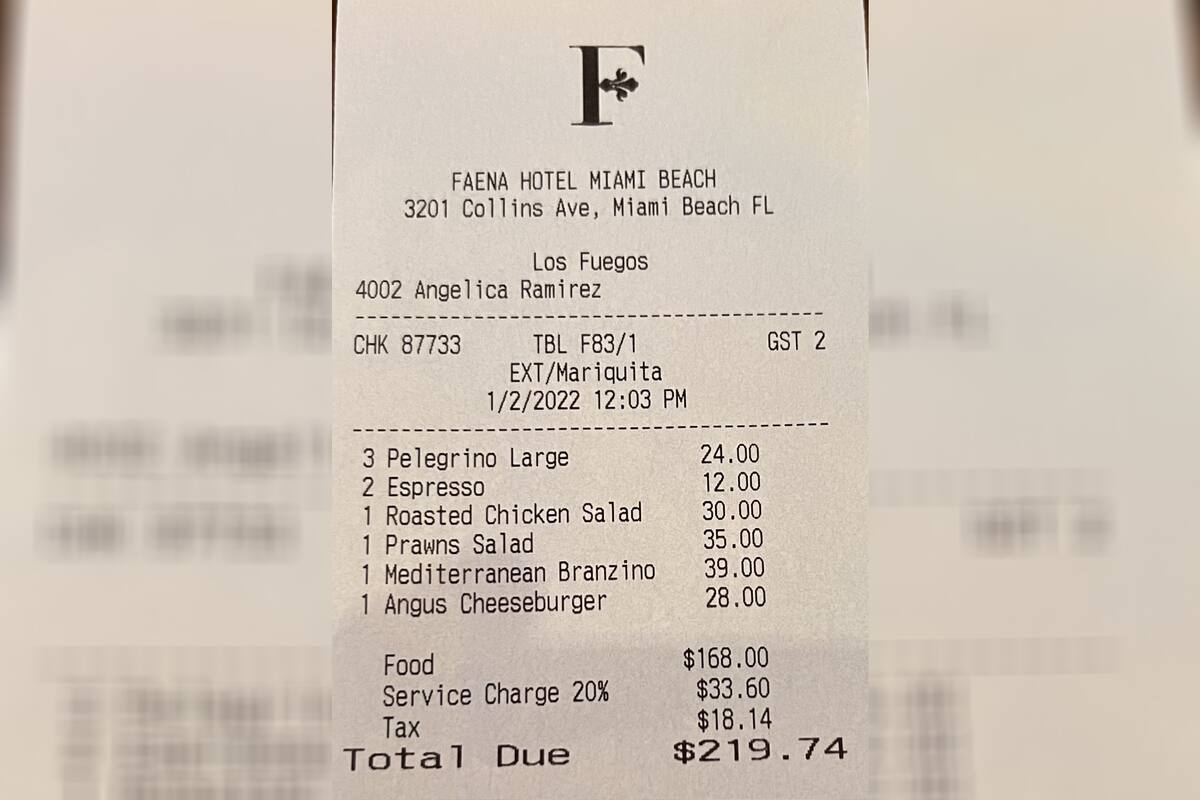 F
FAENA HOTEL MIAMI BEACH
3201 Collins Ave, Miami Beach FL
Los Fuegos
4002 Angelica Ramirez
CHK 87733 TBL F83/1 GST 2
EXT/Mariquita
1/2/2022 12:03 PM
3 Pelegrino Large 24.00
2 Espresso 12.00
1 Roasted Chicken Salad 30.00
1 Prawns Salad 35.00
1 Mediterranean Branzino 39.00
1 Angus Cheeseburger 28.00
Food $168.00
Service Charge 20% $33.60
Tax $18.14
Total Due $219.74